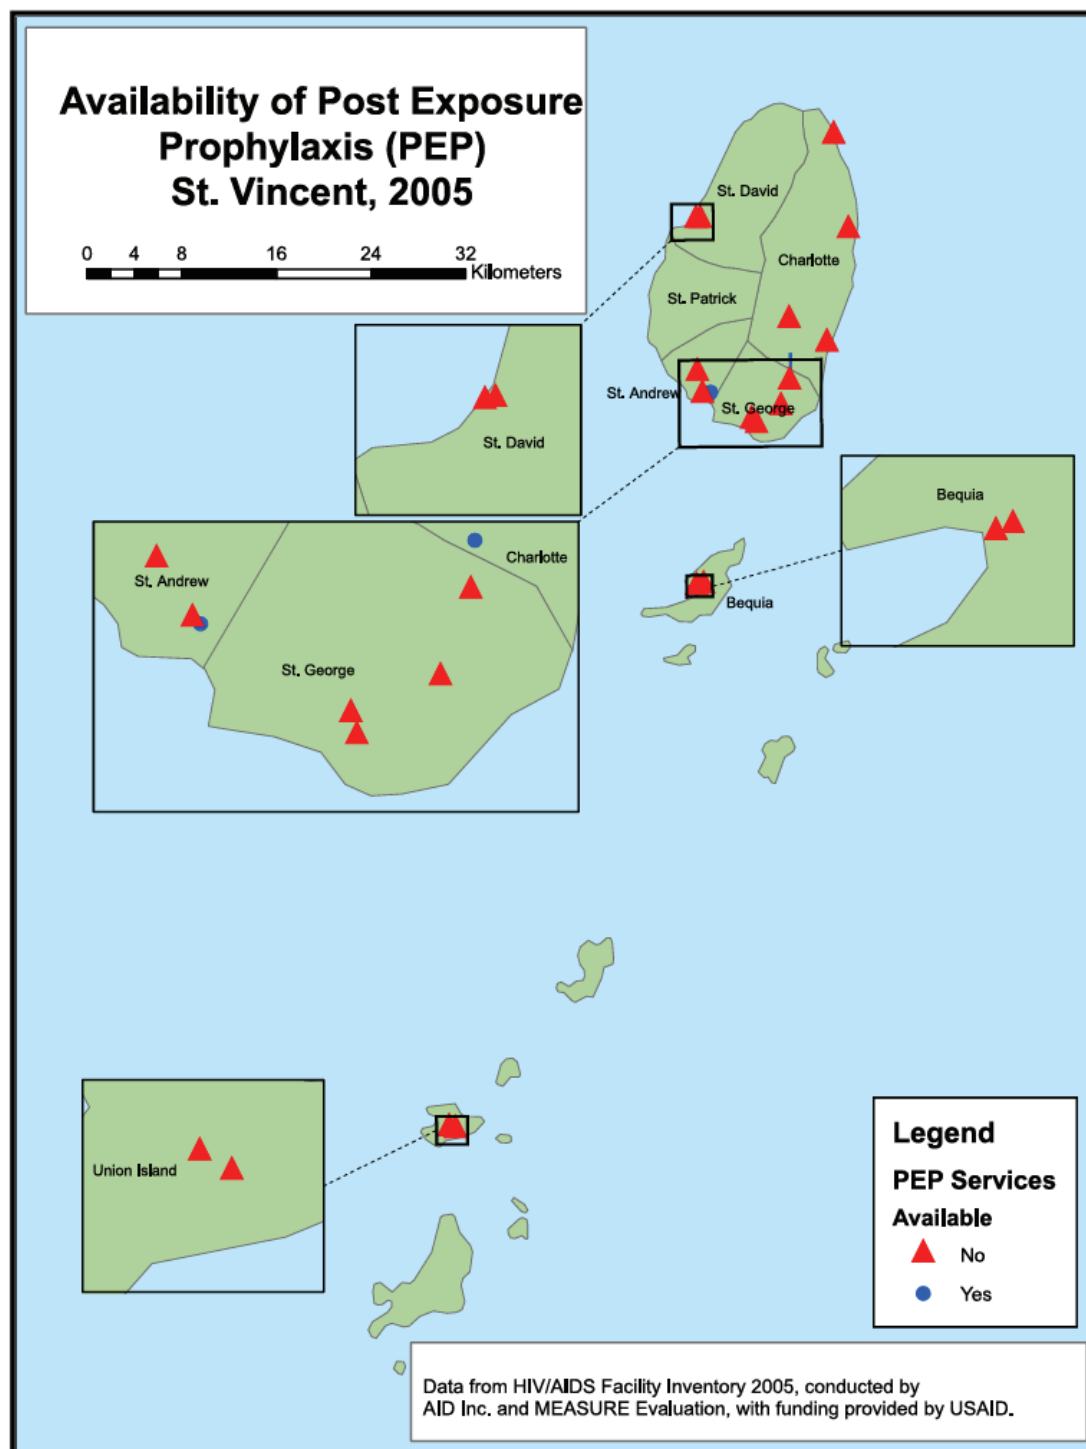 Availability of Post Exposure
Prophylaxis (PEP)
St. Vincent, 2005
0 4 8 16 24 32
Kilometers
St. David
Charlotte
St. Patrick
St. Andrew
St. George
St. David
Bequia
Charlotte
St. Andrew
St. George
Bequia
Union Island
Legend
PEP Services
Available
No
Yes
Data from HIV/AIDS Facility Inventory 2005, conducted by
AID Inc. and MEASURE Evaluation, with funding provided by USAID.